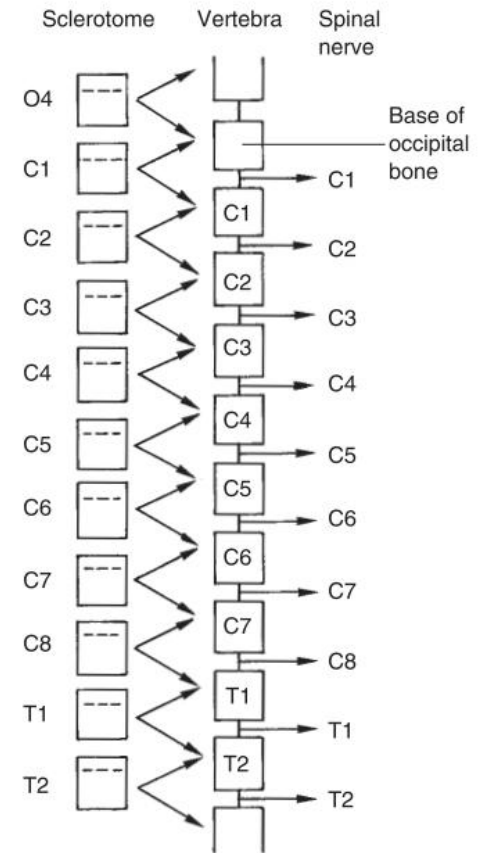 Sclerotome Vertebra Spinal
nerve
O4
Base of
occipital
bone
C1 C1
C1
C2 C2
C2
C3 C3
C3
C4 C4
C4
C5 C5
C5
C6 C6
C6
C7 C7
C7
C8 C8
T1
T1 T1
T2
T2 T2